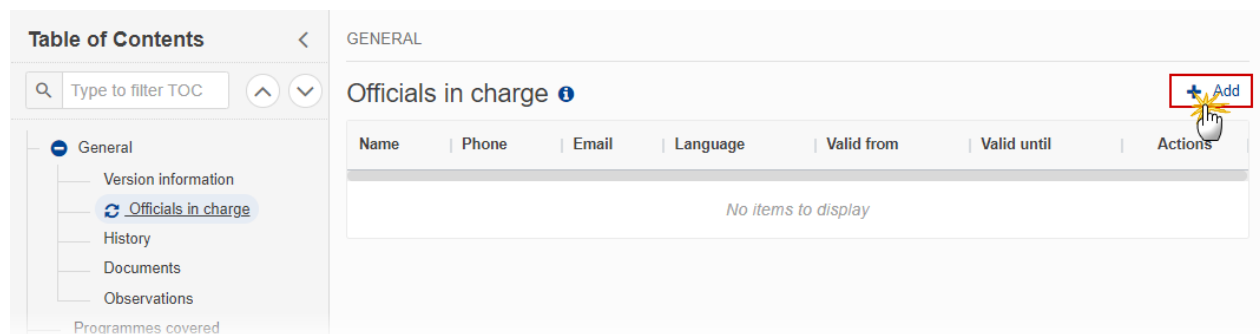 Table of Contents
Type to filter TOC
General
Version information
Officials in charge
History
Documents
Observations
Programmes covered
GENERAL
Officials in charge
Add
Name Phone Email Language Valid from Valid until Actions
No items to display